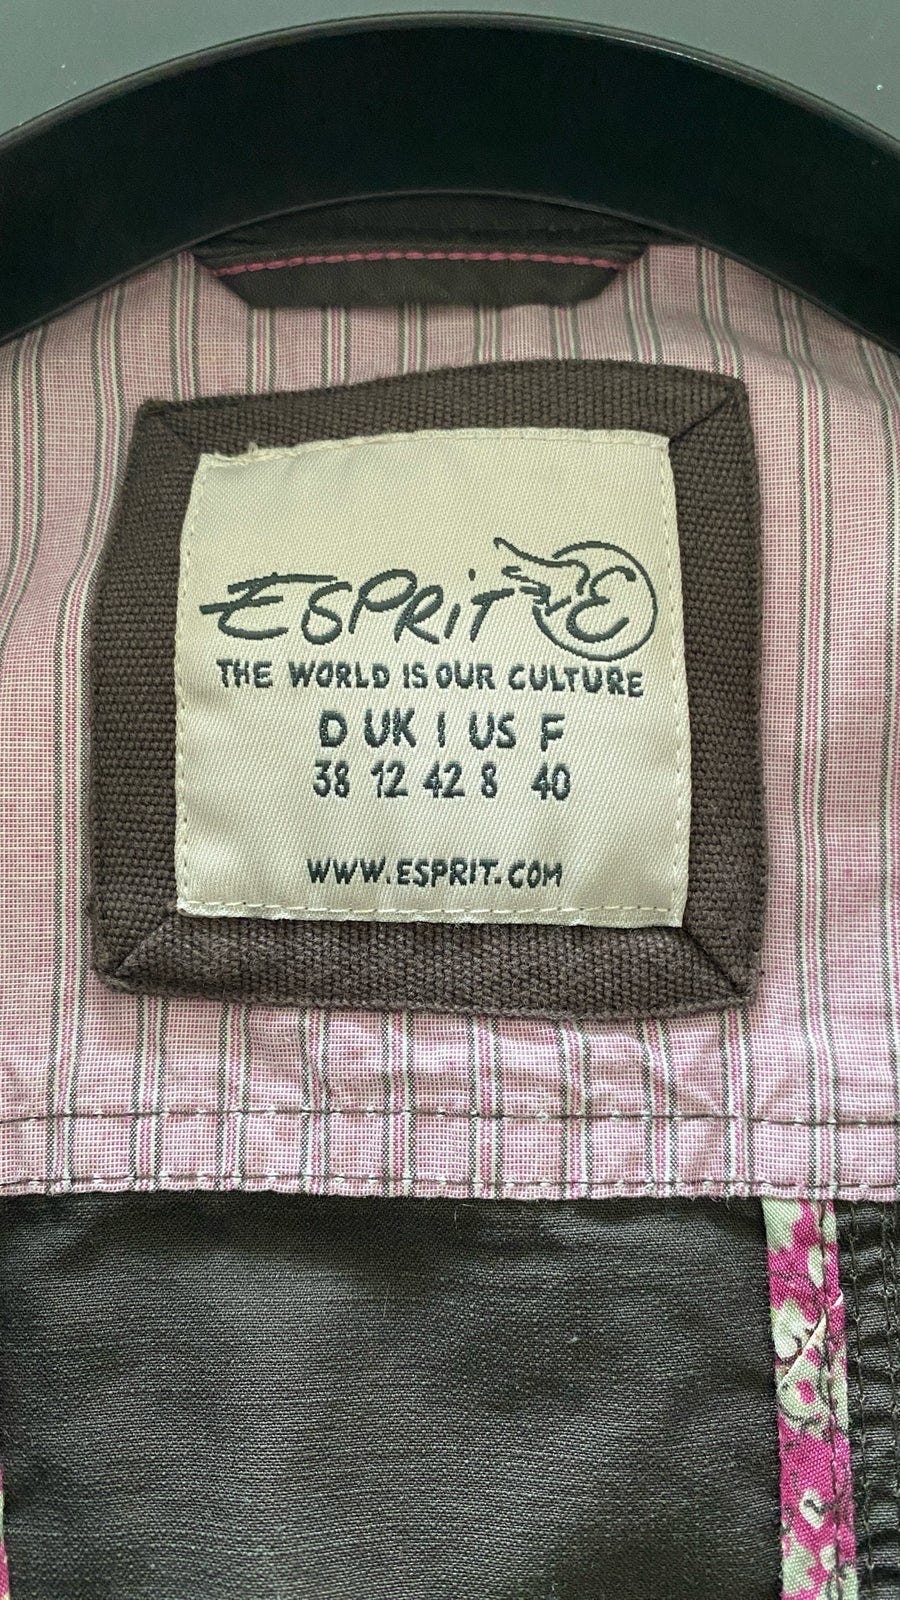 ESPRIT E
THE WORLD IS OUR CULTURE
D UK I US F
38 12 42 8 40
WWW.ESPRIT.COM